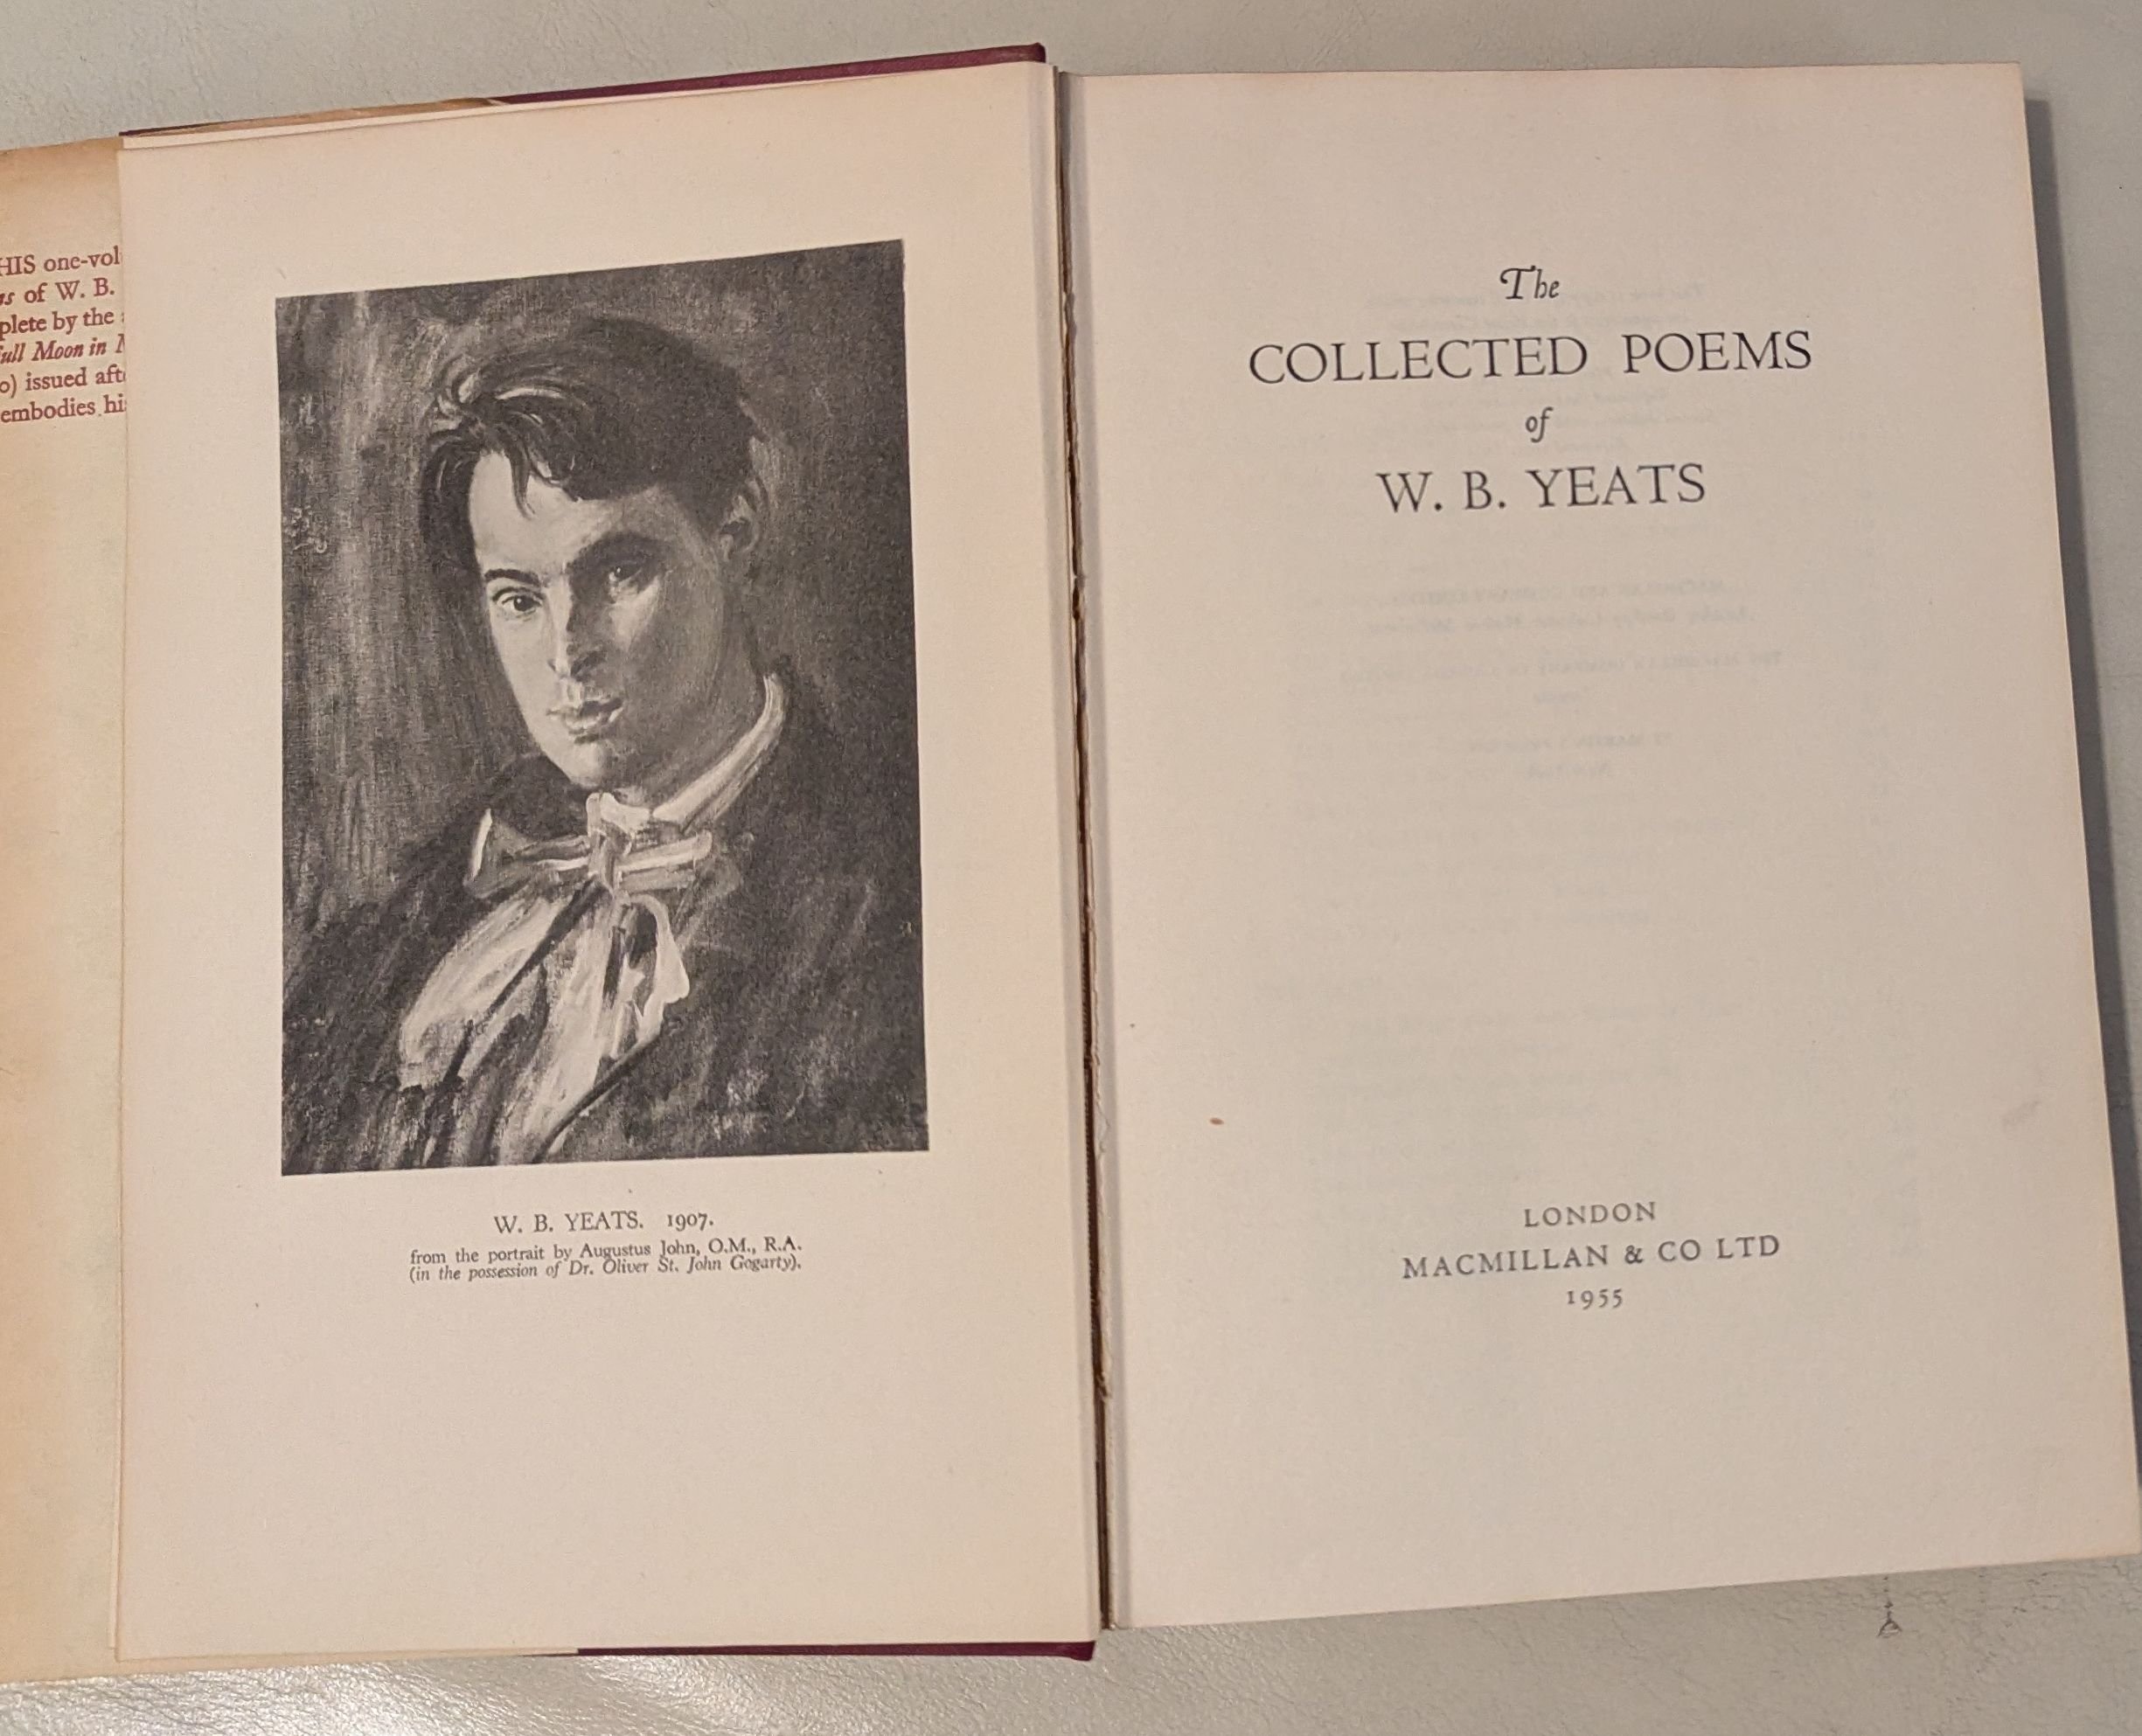 HIS one-vol
of W. B.
plete by the
ull Moon in
o) issued aft
embodies hi
W. B. YEATS. 1907.
from the portrait by Augustus John, O.M., R.A.
(in the possession of Dr. Oliver St. John Gogarty).
The
COLLECTED POEMS
of
W. B. YEATS
LONDON
MACMILLAN & CO LTD
1955